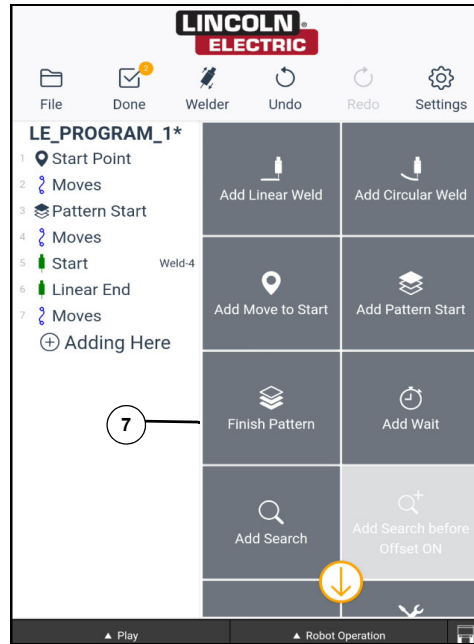 LINCOLN
ELECTRIC
2
File Done Welder Undo Redo Settings
LE_PROGRAM_1*
1 Start Point
2 Moves
3 Pattern Start
4 Moves
5 Start Weld-4
6 Linear End
7 Moves
Adding Here
Add Linear Weld
Add Circular Weld
Add Move to Start
Add Pattern Start
Finish Pattern
Add Wait
7
Add Search
Add Search before
Offset ON
▲ Play
▲ Robot Operation